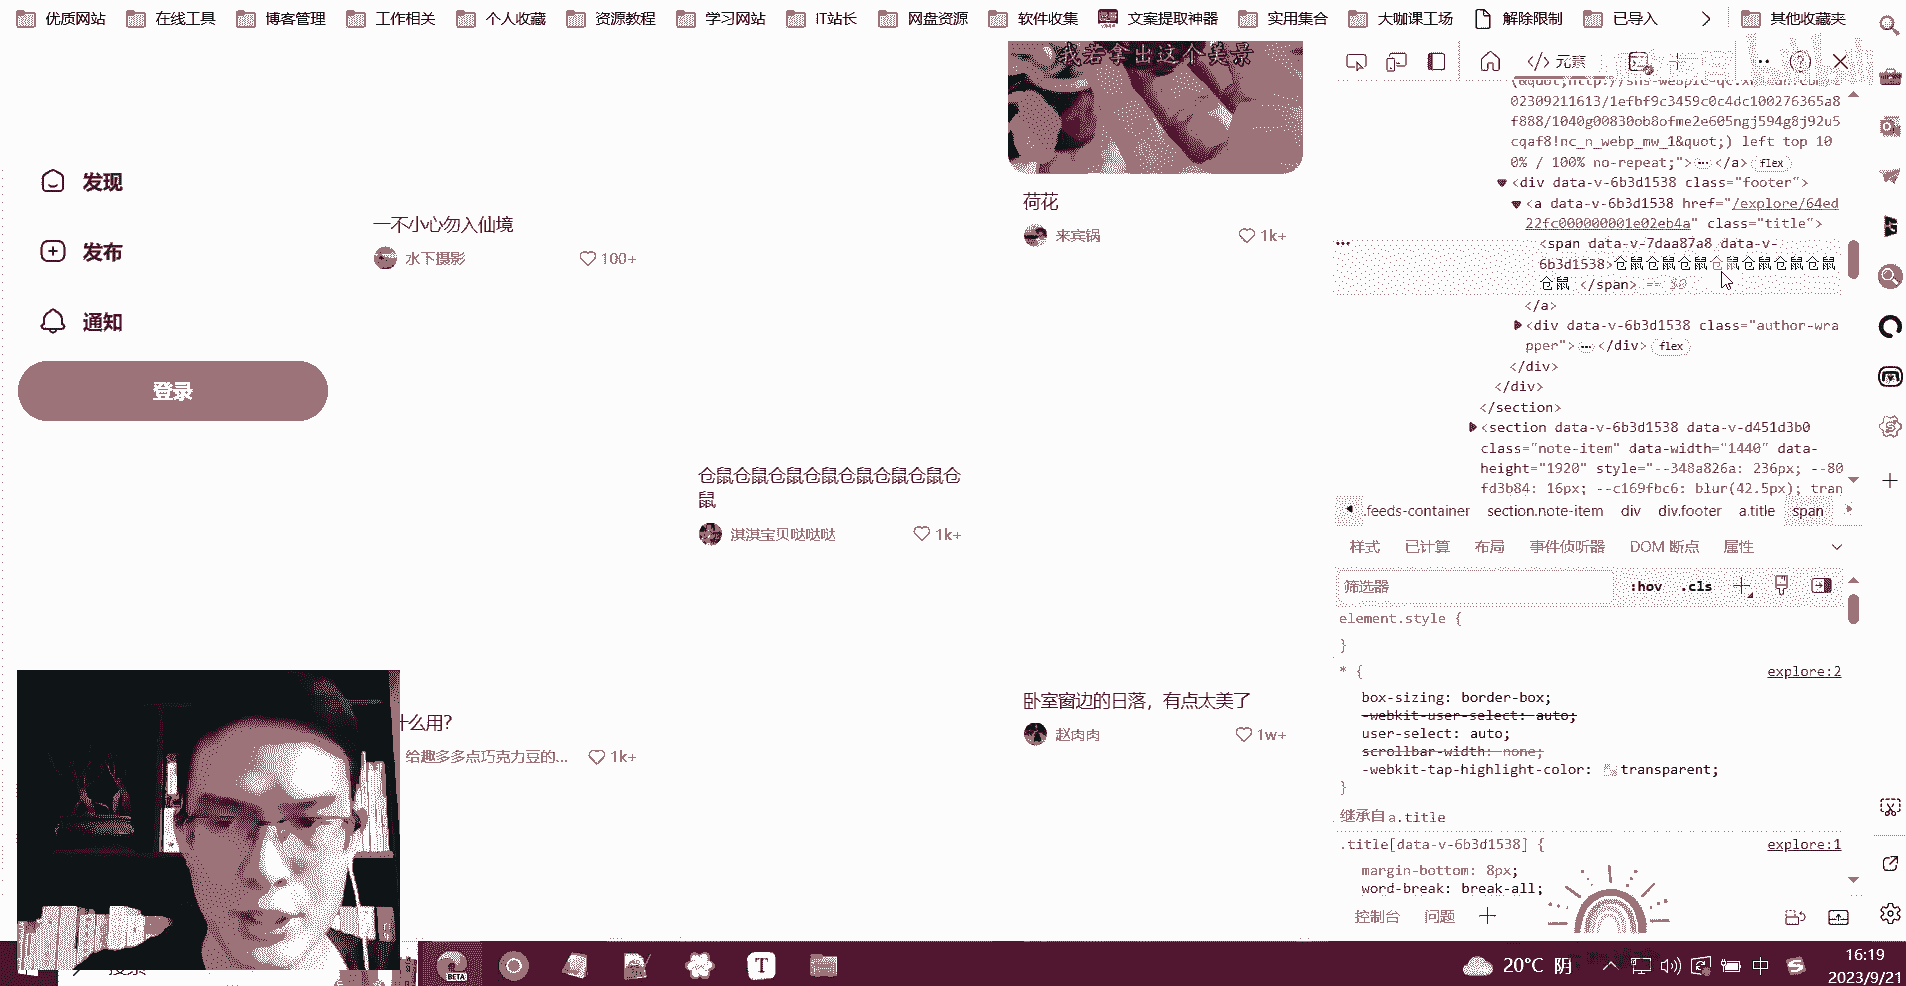 优质网站 在线工具 博客管理 工作相关 个人收藏 资源教程 学习网站 IT站长 网盘资源 软件收集 文案提取神器 实用集合 大咖课工场 解除限制 已导入 其他收藏夹
我若拿出这个美景
发现
发布
通知
登录
一不小心勿入仙境
水下摄影 100+
荷花
来宾锅 1k+
仓鼠仓鼠仓鼠仓鼠仓鼠仓鼠仓鼠仓
鼠
淇淇宝贝哒哒哒 1k+
什么用?
给趣多多点巧克力豆的... 1k+
卧室窗边的日落，有点太美了
赵肉肉 1w+
</> 元素
02309211613/1efbf9c3459c0c4dc100276365a8
f888/1040g00830ob8ofme2e605ngj594g8j92u5
cqaf8!nc_n_webp_mw_1&quot;) left top 10
0% / 100% no-repeat;"> ⋯ </a> flex
<div data-v-6b3d1538 class="footer">
<a data-v-6b3d1538 href="/explore/64ed
22fc000000001e02eb4a" class="title">
<span data-v-7daa87a8 data-v-
6b3d1538>仓鼠仓鼠仓鼠仓鼠仓鼠仓鼠仓鼠
仓鼠 </span> == $0
</a>
<div data-v-6b3d1538 class="author-wra
pper"> ⋯ </div> flex
</div>
</div>
</section>
<section data-v-6b3d1538 data-v-d451d3b0
class="note-item" data-width="1440" data-
height="1920" style="--348a826a: 236px; --80
fd3b84: 16px; --c169fbc6: blur(42.5px); tran
.feeds-container section.note-item div div.footer a.title span
样式 已计算 布局 事件侦听器 DOM 断点 属性
筛选器 :hov .cls
element.style {
}
* { explore:2
box-sizing: border-box;
-webkit-user-select: auto;
user-select: auto;
scrollbar-width: none;
-webkit-tap-highlight-color: transparent;
}
继承自 a.title
.title[data-v-6b3d1538] { explore:1
margin-bottom: 8px;
word-break: break-all;
控制台 问题
BETA
T
20°C 阴
中
16:19
2023/9/21